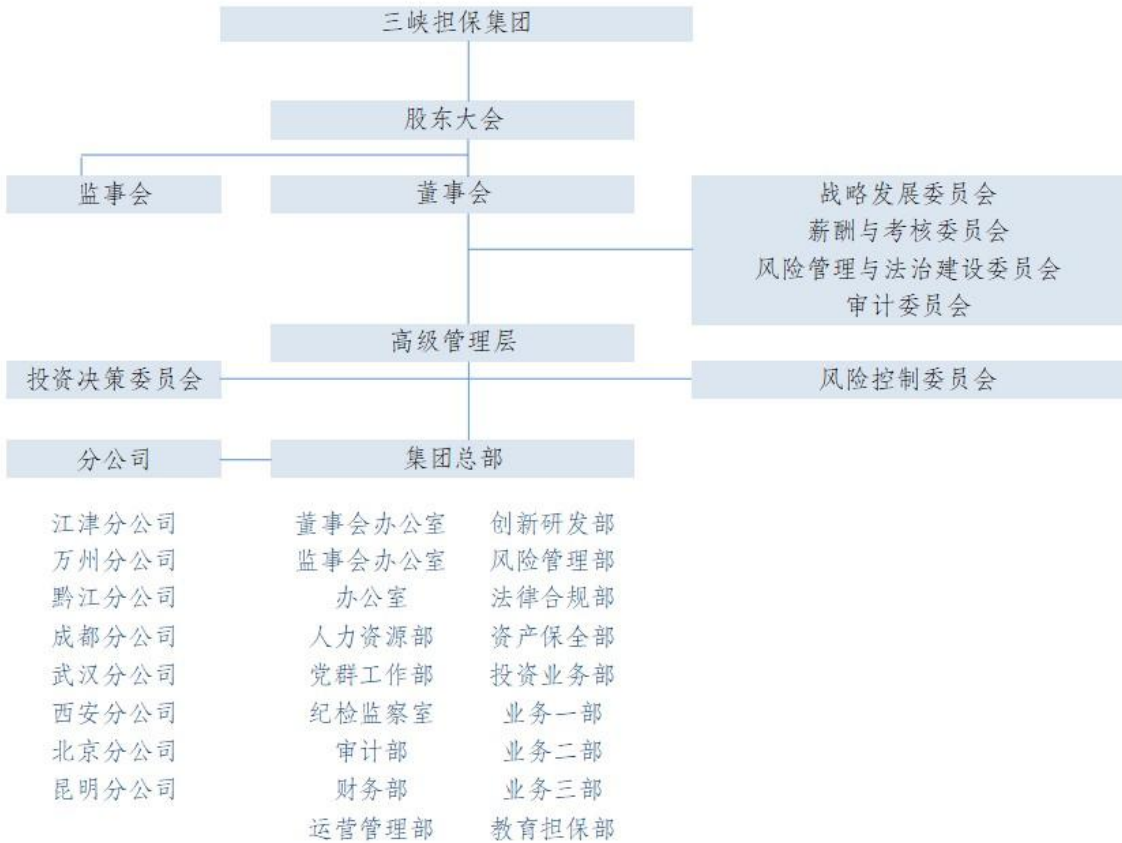 三峡担保集团
股东大会
监事会
董事会
战略发展委员会
薪酬与考核委员会
风险管理与法治建设委员会
审计委员会
高级管理层
投资决策委员会
风险控制委员会
分公司
集团总部
江津分公司
万州分公司
黔江分公司
成都分公司
武汉分公司
西安分公司
北京分公司
昆明分公司
董事会办公室
监事会办公室
办公室
人力资源部
党群工作部
纪检监察室
审计部
财务部
运营管理部
创新研发部
风险管理部
法律合规部
资产保全部
投资业务部
业务一部
业务二部
业务三部
教育担保部